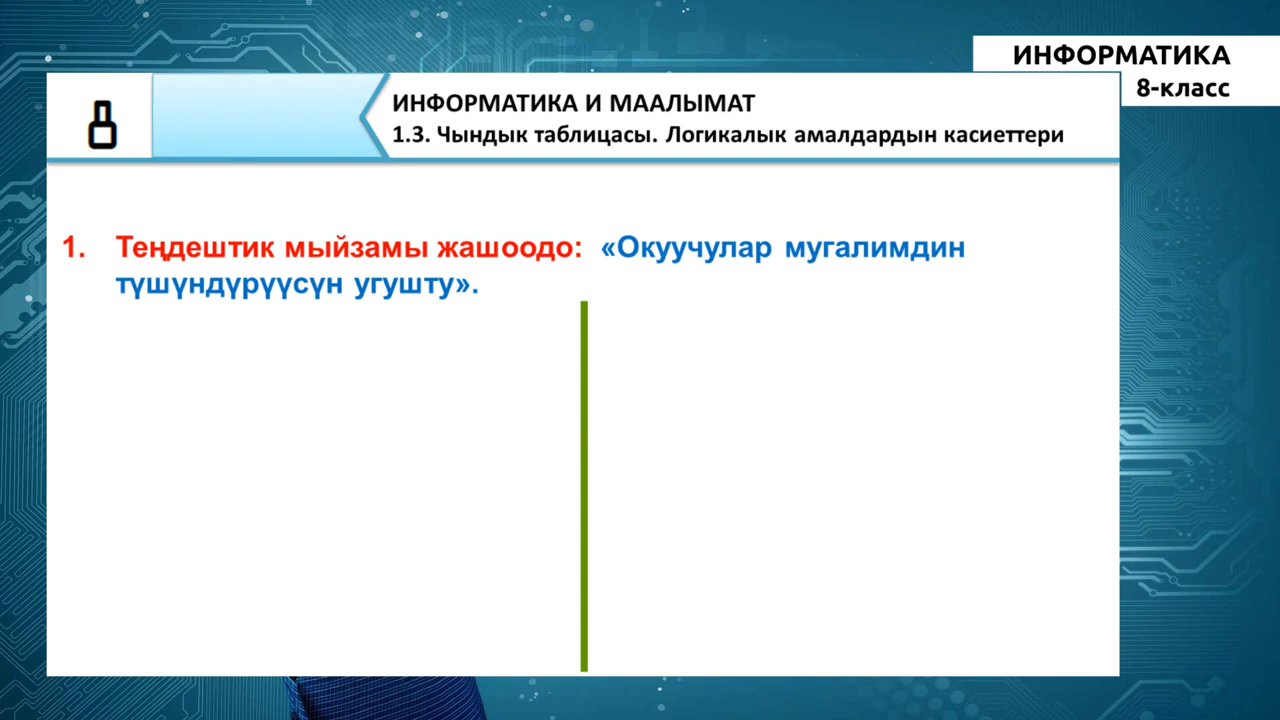 ИНФОРМАТИКА
8-класс
8
ИНФОРМАТИКА И МААЛЫМАТ
1.3. Чындык таблицасы. Логикалык амалдардын касиеттери
1. Теңдештик мыйзамы жашоодо: «Окуучулар мугалимдин
түшүндүрүүсүн угушту».